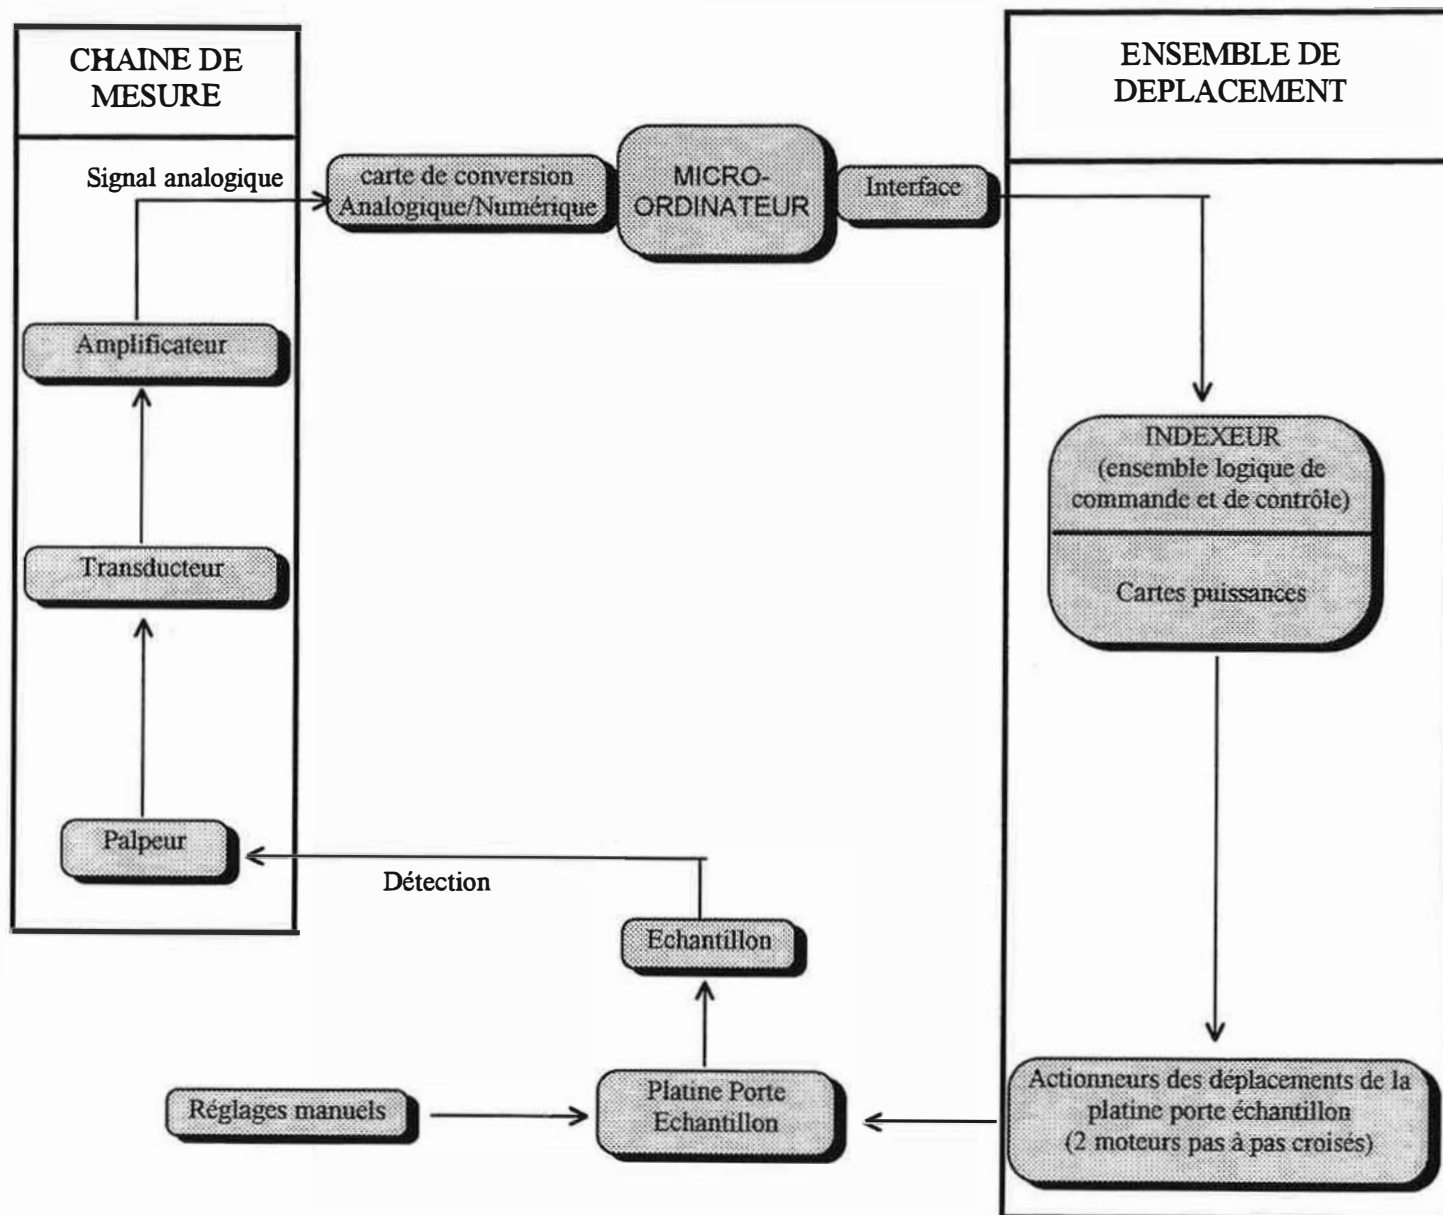 CHAINE DE
MESURE
ENSEMBLE DE
DEPLACEMENT
Signal analogique
carte de conversion
Analogique/Numérique
MICRO-
ORDINATEUR
Interface
Amplificateur
INDEXEUR
(ensemble logique de
commande et de contrôle)
Cartes puissances
Transducteur
Palpeur
Détection
Echantillon
Réglages manuels
Platine Porte
Echantillon
Actionneurs des déplacements de la
platine porte échantillon
(2 moteurs pas à pas croisés)